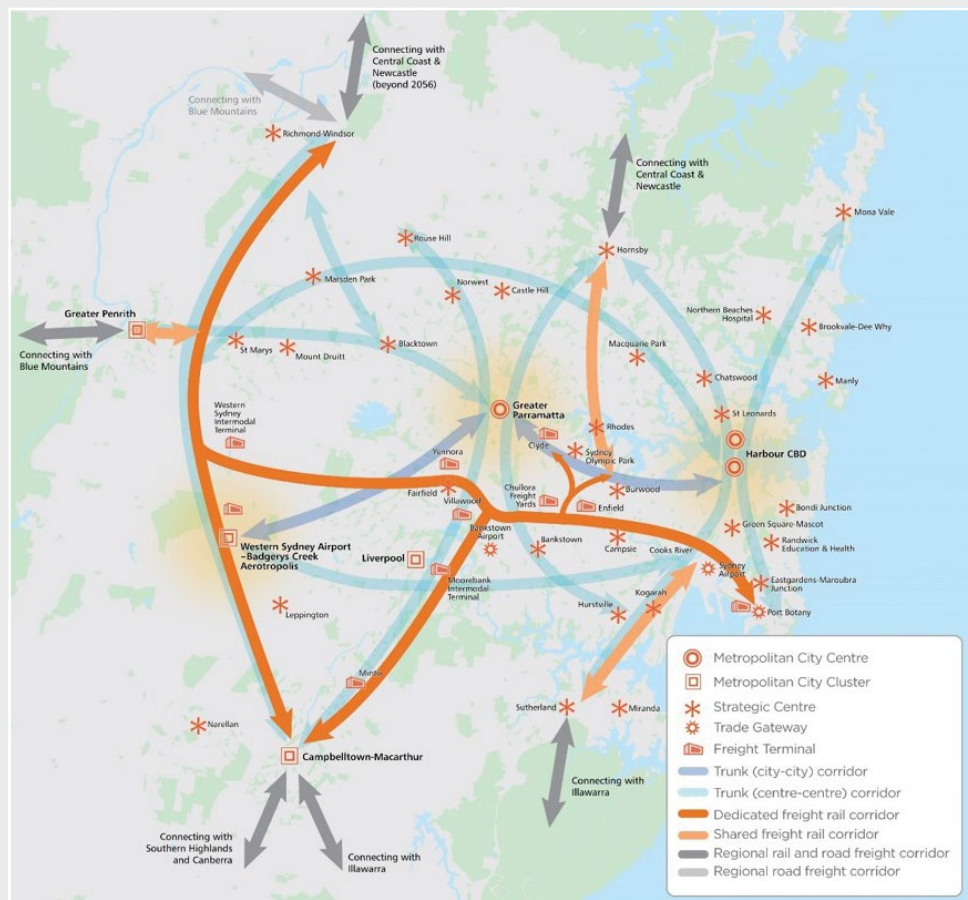 Connecting with
Central Coast &
Newcastle
(beyond 2056)
Connecting with
Blue Mountains
Richmond-Windsor
Connecting with
Central Coast &
Newcastle
Mona Vale
Rouse Hill
Hornsby
Marsden Park
Norwest
Castle Hill
Greater Penrith
Northern Beaches
Hospital
Brookvale-Dee Why
Connecting with
Blue Mountains
St Marys
Mount Druitt
Blacktown
Macquarie Park
Chatswood
Manly
Western
Sydney
Intermodal
Terminal
Greater
Parramatta
St Leonards
Clyde
Rhodes
Sydney
Olympic Park
Harbour CBD
Yennora
Fairfield
Villawood
Chullora
Freight
Yards
Enfield
Burwood
Bondi Junction
Green Square-Mascot
Western Sydney Airport
–Badgerys Creek
Aerotropolis
Liverpool
Bankstown
Airport
Bankstown
Campsie
Cooks River
Randwick
Education & Health
Moorebank
Intermodal
Terminal
Sydney
Airport
Eastgardens-Maroubra
Junction
Leppington
Hurstville
Kogarah
Port Botany
Minto
Sutherland
Miranda
Narellan
Campbelltown-Macarthur
Connecting with
Illawarra
Connecting with
Southern Highlands
and Canberra
Connecting with
Illawarra
Metropolitan City Centre
Metropolitan City Cluster
Strategic Centre
Trade Gateway
Freight Terminal
Trunk (city-city) corridor
Trunk (centre-centre) corridor
Dedicated freight rail corridor
Shared freight rail corridor
Regional rail and road freight corridor
Regional road freight corridor